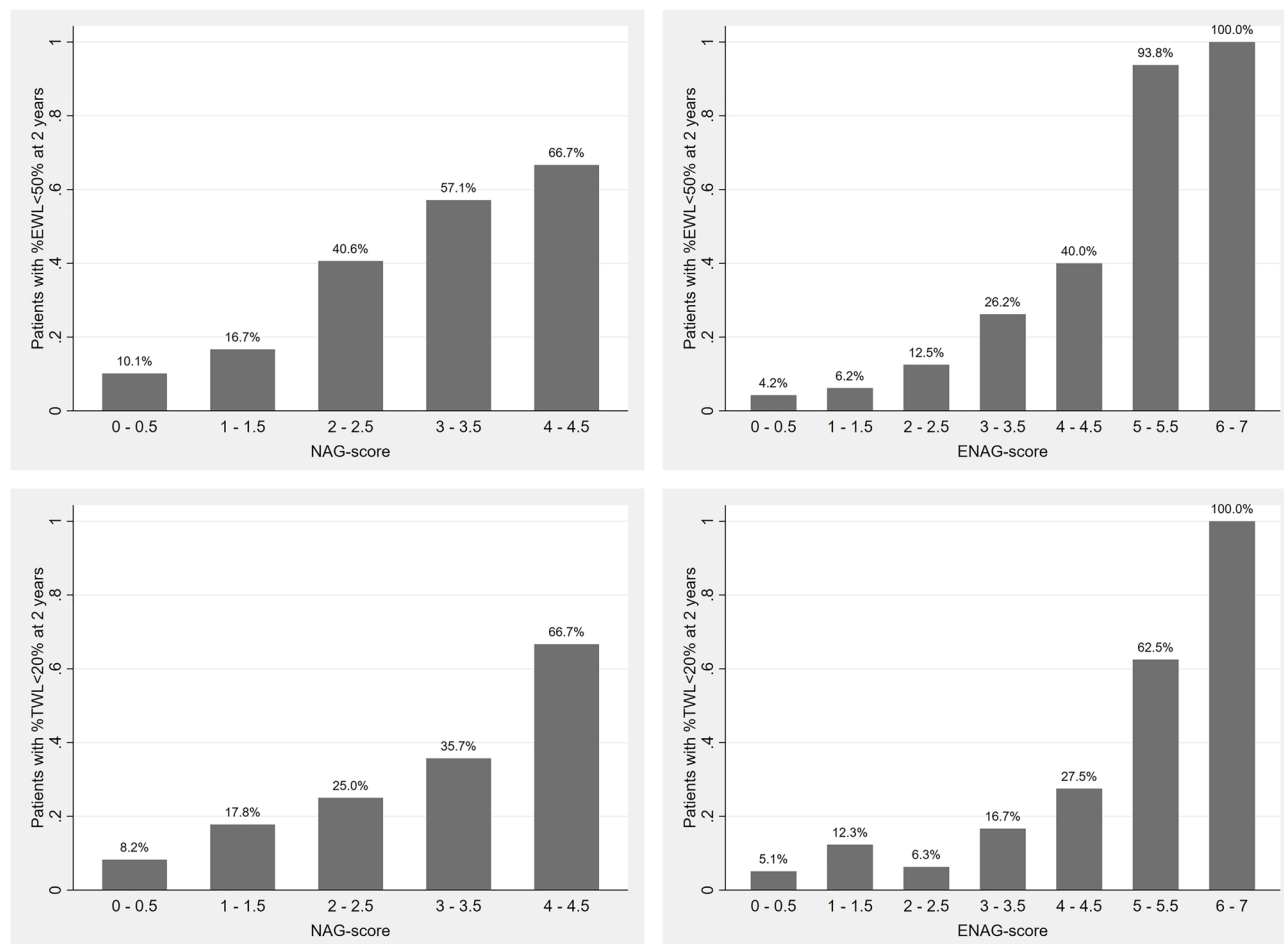 Patients with %EWL<50% at 2 years
0 .2 .4 .6 .8 1
10.1% 16.7% 40.6% 57.1% 66.7%
0 - 0.5 1 - 1.5 2 - 2.5 3 - 3.5 4 - 4.5
NAG-score
Patients with %EWL<50% at 2 years
0 .2 .4 .6 .8 1
4.2% 6.2% 12.5% 26.2% 40.0% 93.8% 100.0%
0 - 0.5 1 - 1.5 2 - 2.5 3 - 3.5 4 - 4.5 5 - 5.5 6 - 7
ENAG-score
Patients with %TWL<20% at 2 years
0 .2 .4 .6 .8 1
8.2% 17.8% 25.0% 35.7% 66.7%
0 - 0.5 1 - 1.5 2 - 2.5 3 - 3.5 4 - 4.5
NAG-score
Patients with %TWL<20% at 2 years
0 .2 .4 .6 .8 1
5.1% 12.3% 6.3% 16.7% 27.5% 62.5% 100.0%
0 - 0.5 1 - 1.5 2 - 2.5 3 - 3.5 4 - 4.5 5 - 5.5 6 - 7
ENAG-score